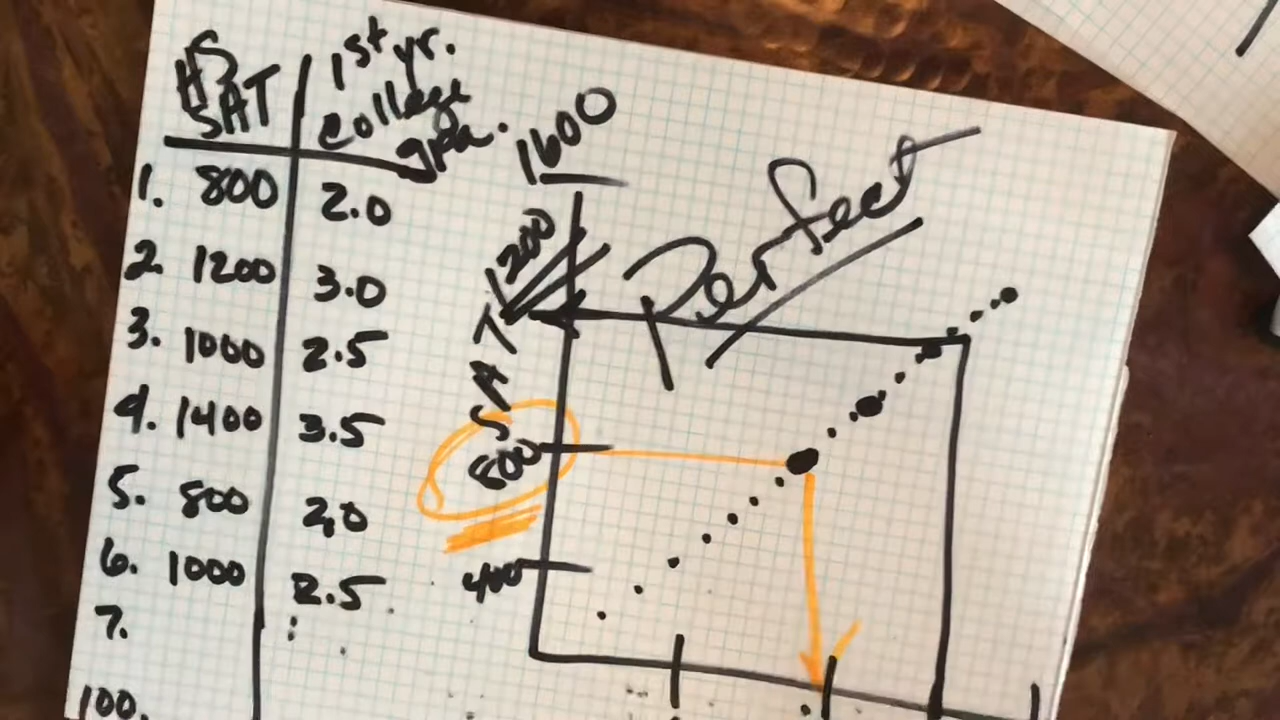 HS
SAT
1st yr.
college
gpa.
1. 800 2.0
2. 1200 3.0
3. 1000 2.5
4. 1400 3.5
5. 800 2.0
6. 1000 2.5
7.
100.
1600
1200
SAT
800
400
Perfect